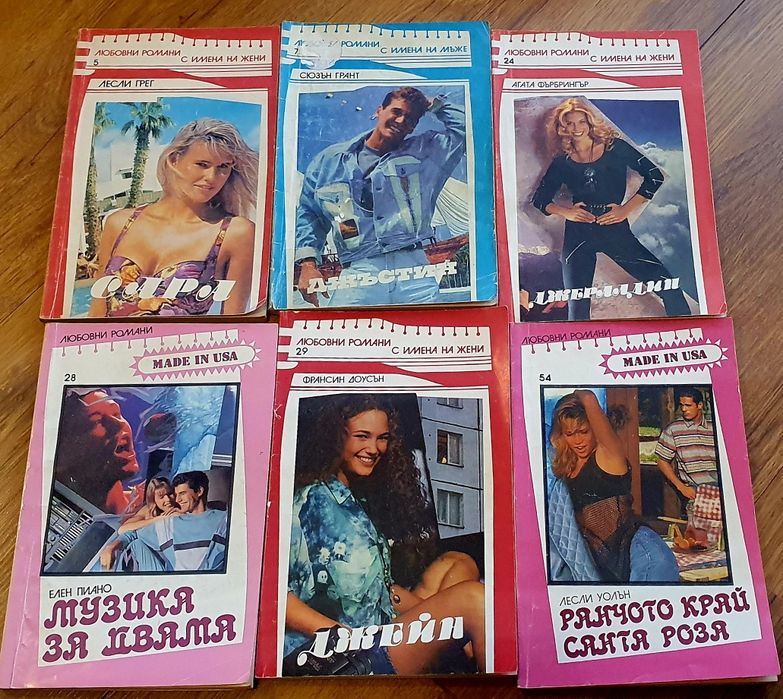 ЛЮБОВНИ РОМАНИ
5 С ИМЕНА НА ЖЕНИ
ЛЕСЛИ ГРЕГ
САРА
РОМАНИ
7 С ИМЕНА НА МЪЖЕ
СЮЗЪН ГРАНТ
ДЖЪСТИН
ЛЮБОВНИ РОМАНИ
24 С ИМЕНА НА ЖЕНИ
АГАТА ФЪРБРИНГЪР
ДЖЕРАЛДИН
ЛЮБОВНИ РОМАНИ
MADE IN USA
28
ЕЛЕН ПИАНО
МУЗИКА
ЗА ДВАМА
ЛЮБОВНИ РОМАНИ
29 С ИМЕНА НА ЖЕНИ
ФРАНСИН ДОУСЪН
ДЖЕЙН
ЛЮБОВНИ РОМАНИ
MADE IN USA
54
ЛЕСЛИ УОЛЪН
РАНЧОТО КРАЙ
САНТА РОЗА